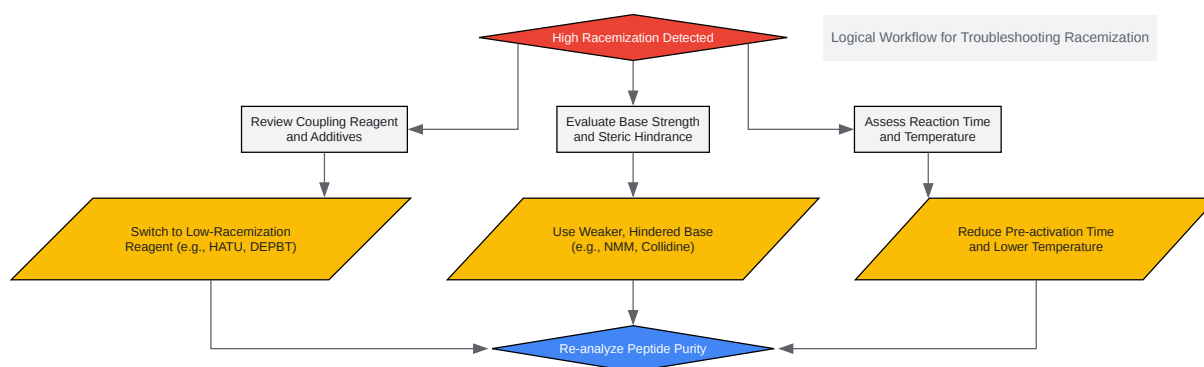 High Racemization Detected
Logical Workflow for Troubleshooting Racemization
Review Coupling Reagent
and Additives
Evaluate Base Strength
and Steric Hindrance
Assess Reaction Time
and Temperature
Switch to Low-Racemization
Reagent (e.g., HATU, DEPBT)
Use Weaker, Hindered Base
(e.g., NMM, Collidine)
Reduce Pre-activation Time
and Lower Temperature
Re-analyze Peptide Purity